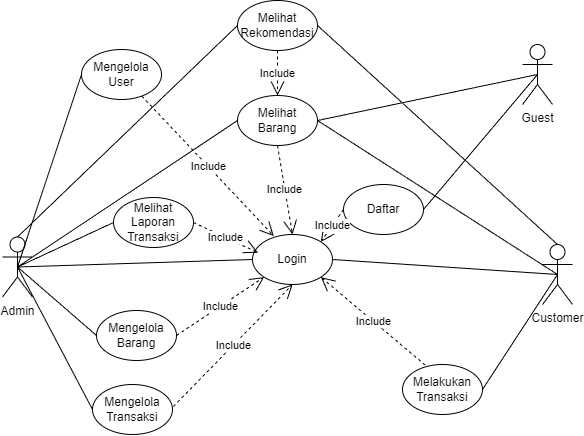 Melihat
Rekomendasi
Mengelola
User
Include
Melihat
Barang
Guest
Include
Include
Melihat
Laporan
Transaksi
Daftar
Include
Include
Login
Admin
Customer
Include
Mengelola
Barang
Include
Include
Mengelola
Transaksi
Melakukan
Transaksi